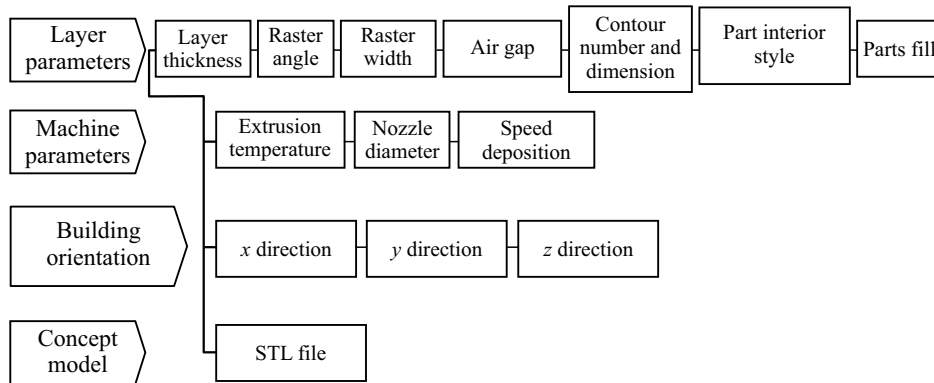 Layer
parameters
Layer
thickness
Raster
angle
Raster
width
Air gap
Contour
number and
dimension
Part interior
style
Parts fill
Machine
parameters
Extrusion
temperature
Nozzle
diameter
Speed
deposition
Building
orientation
x direction
y direction
z direction
Concept
model
STL file